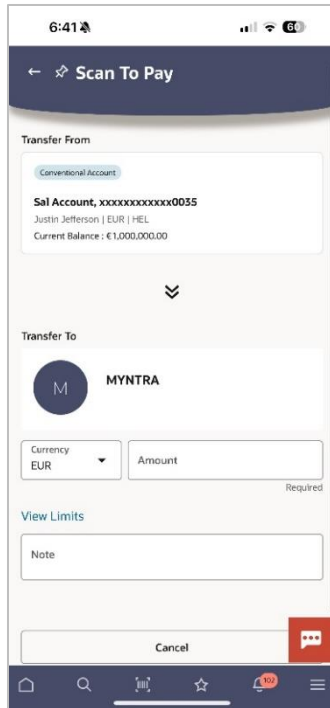 6:41
60
Scan To Pay
Transfer From
Conventional Account
Sal Account, xxxxxxxxxxxx0035
Justin Jefferson | EUR | HEL
Current Balance : €1,000,000.00
Transfer To
M
MYNTRA
Currency
EUR
Amount
Required
View Limits
Note
Cancel
102